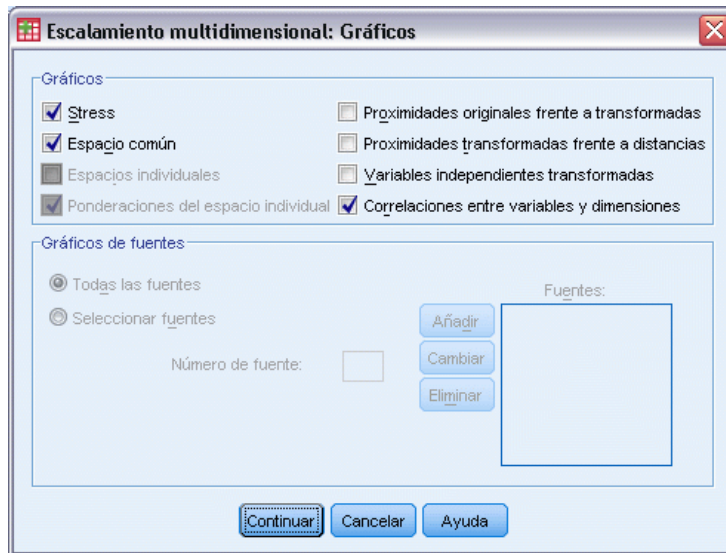 Escalamiento multidimensional: Gráficos
Gráficos
Stress
Espacio común
Espacios individuales
Ponderaciones del espacio individual
Proximidades originales frente a transformadas
Proximidades transformadas frente a distancias
Variables independientes transformadas
Correlaciones entre variables y dimensiones
Gráficos de fuentes
Todas las fuentes
Seleccionar fuentes
Número de fuente:
Añadir
Cambiar
Eliminar
Fuentes:
Continuar
Cancelar
Ayuda